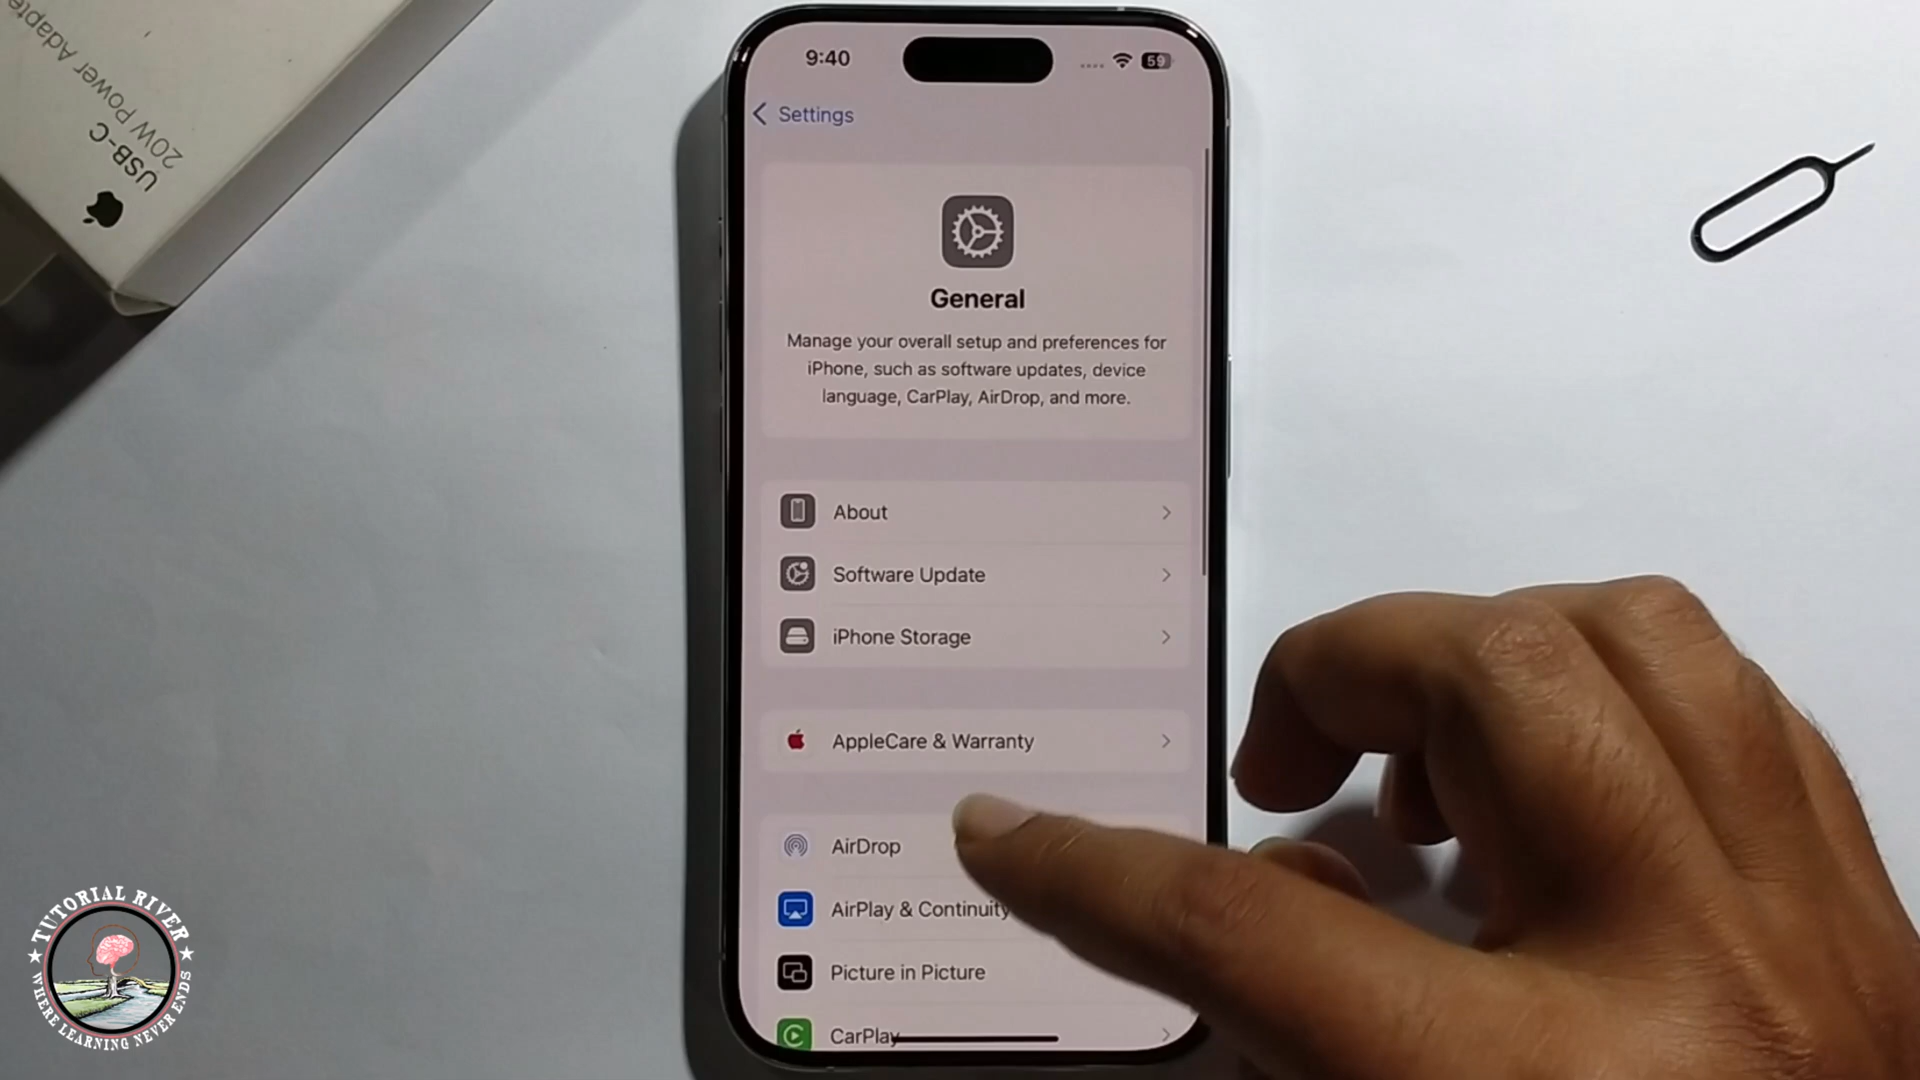 USB-C
20W Power Adapte
9:40
59
Settings
General
Manage your overall setup and preferences for
iPhone, such as software updates, device
language, CarPlay, AirDrop, and more.
About
Software Update
iPhone Storage
AppleCare & Warranty
AirDrop
AirPlay & Continuity
Picture in Picture
CarPlay
TUTORIAL RIVER
WHERE LEARNING NEVER ENDS